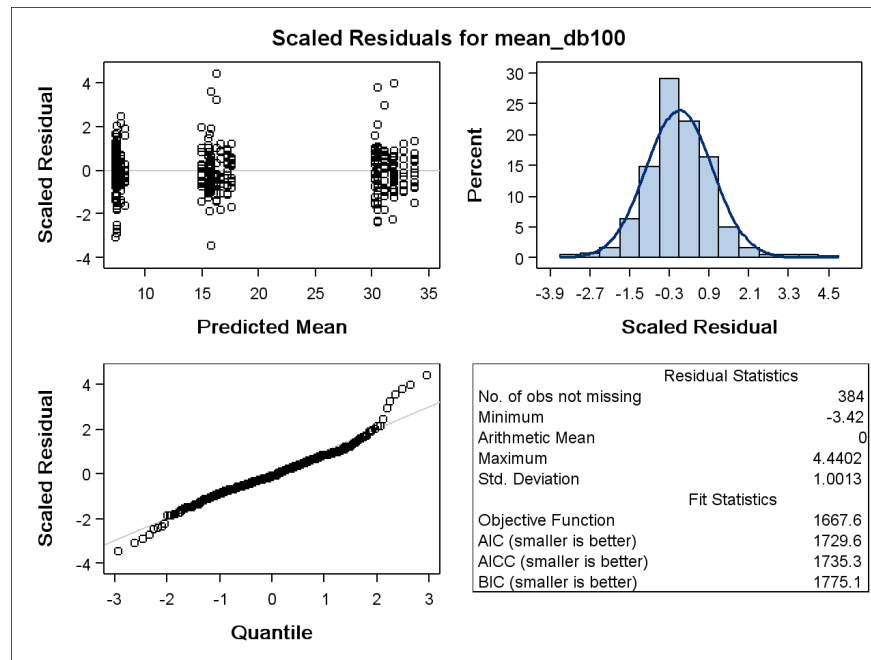 Scaled Residuals for mean_db100
Scaled Residual
4
2
0
-2
-4
10 15 20 25 30 35
Predicted Mean
Percent
30
25
20
15
10
5
0
-3.9 -2.7 -1.5 -0.3 0.9 2.1 3.3 4.5
Scaled Residual
Scaled Residual
4
2
0
-2
-4
-3 -2 -1 0 1 2 3
Quantile
Residual Statistics
No. of obs not missing 384
Minimum -3.42
Arithmetic Mean 0
Maximum 4.4402
Std. Deviation 1.0013
Fit Statistics
Objective Function 1667.6
AIC (smaller is better) 1729.6
AICC (smaller is better) 1735.3
BIC (smaller is better) 1775.1